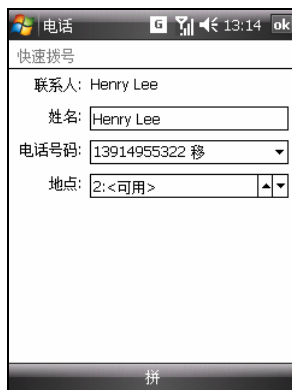 电话 G 13:14 ok
快速拨号
联系人: Henry Lee
姓名: Henry Lee
电话号码: 13914955322 移
地点: 2:<可用>
拼